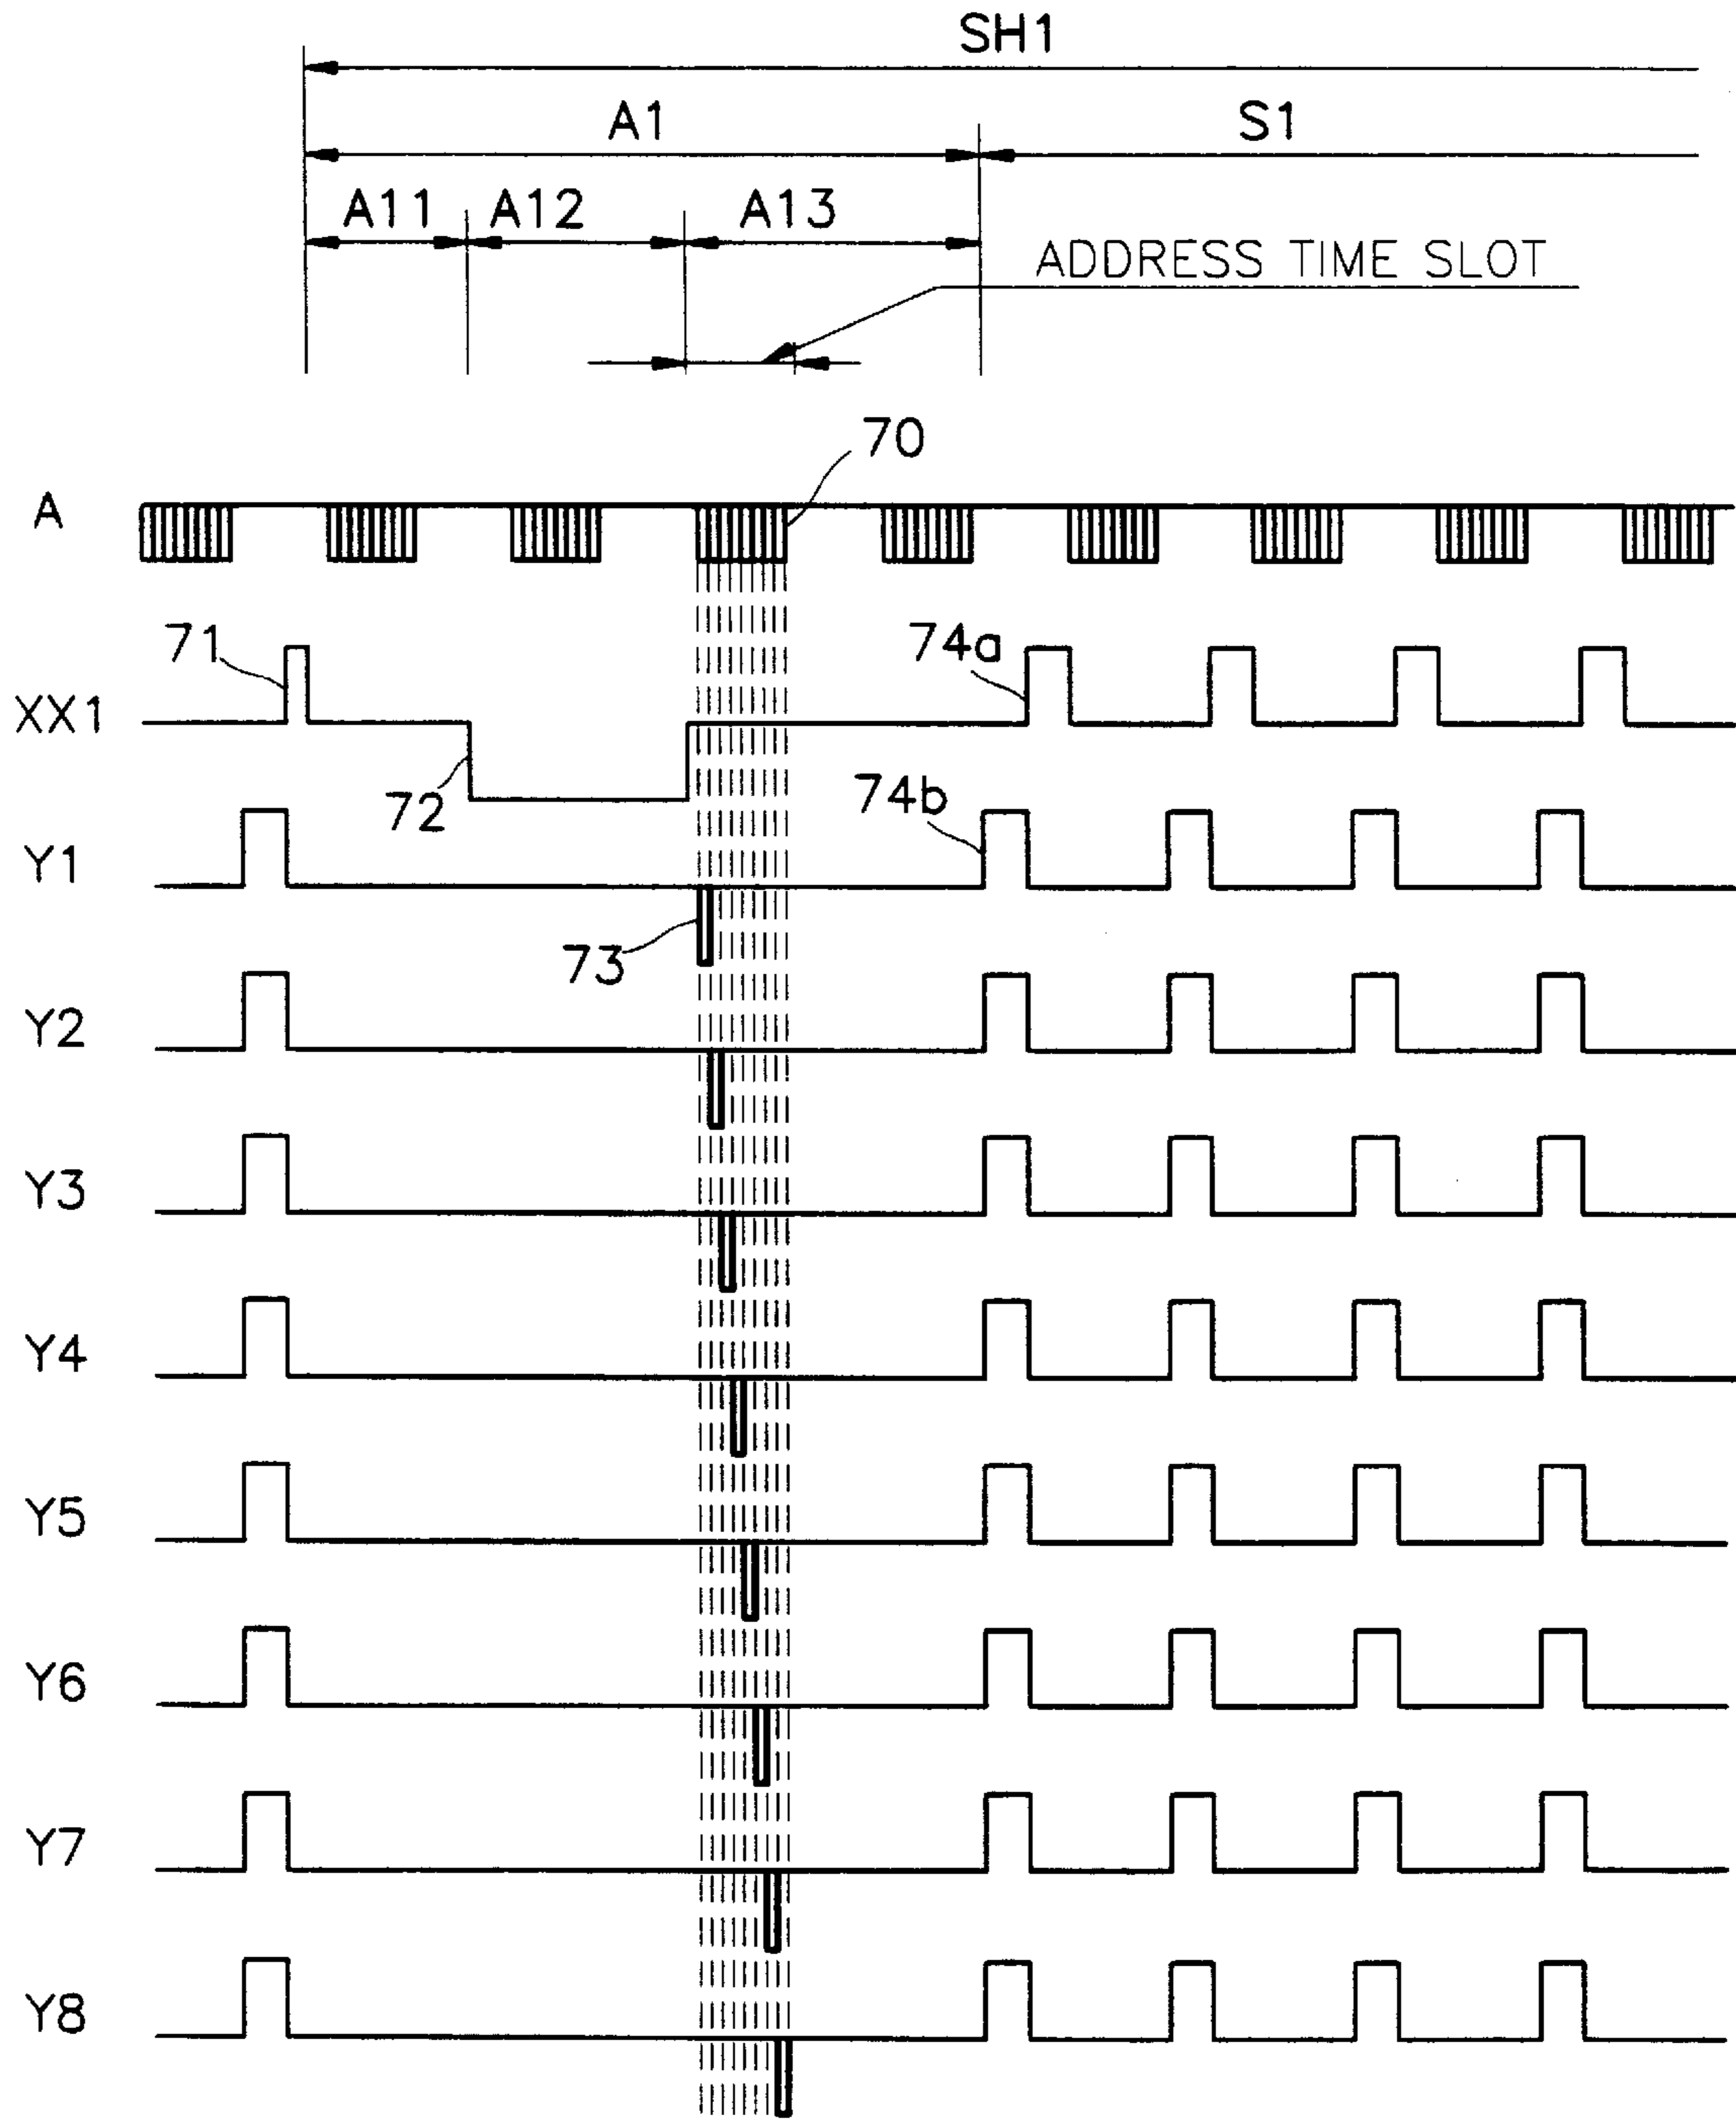 SH1
A1 S1
A11 A12 A13
ADDRESS TIME SLOT
70
A
71
74a
XX1
72
74b
Y1
73
Y2
Y3
Y4
Y5
Y6
Y7
Y8